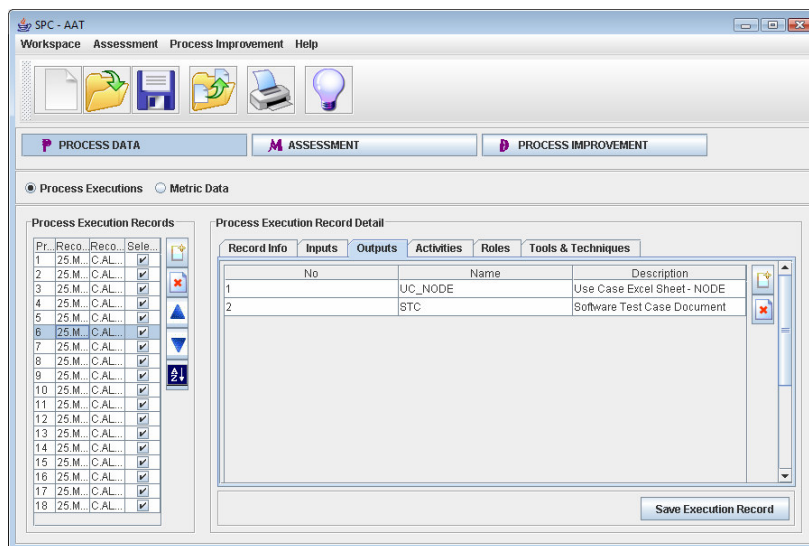 SPC - AAT
Workspace Assessment Process Improvement Help
P PROCESS DATA M ASSESSMENT D PROCESS IMPROVEMENT
Process Executions Metric Data
Process Execution Records Process Execution Record Detail
Record Info Inputs Outputs Activities Roles Tools & Techniques
Pr... Reco... Reco... Sele...
No Name Description
1 25.M... C.AL...
2 25.M... C.AL...
3 25.M... C.AL...
4 25.M... C.AL...
5 25.M... C.AL...
6 25.M... C.AL...
7 25.M... C.AL...
8 25.M... C.AL...
9 25.M... C.AL...
10 25.M... C.AL...
11 25.M... C.AL...
12 25.M... C.AL...
13 25.M... C.AL...
14 25.M... C.AL...
15 25.M... C.AL...
16 25.M... C.AL...
17 25.M... C.AL...
18 25.M... C.AL...
1 UC_NODE Use Case Excel Sheet - NODE
2 STC Software Test Case Document
A Z
Save Execution Record